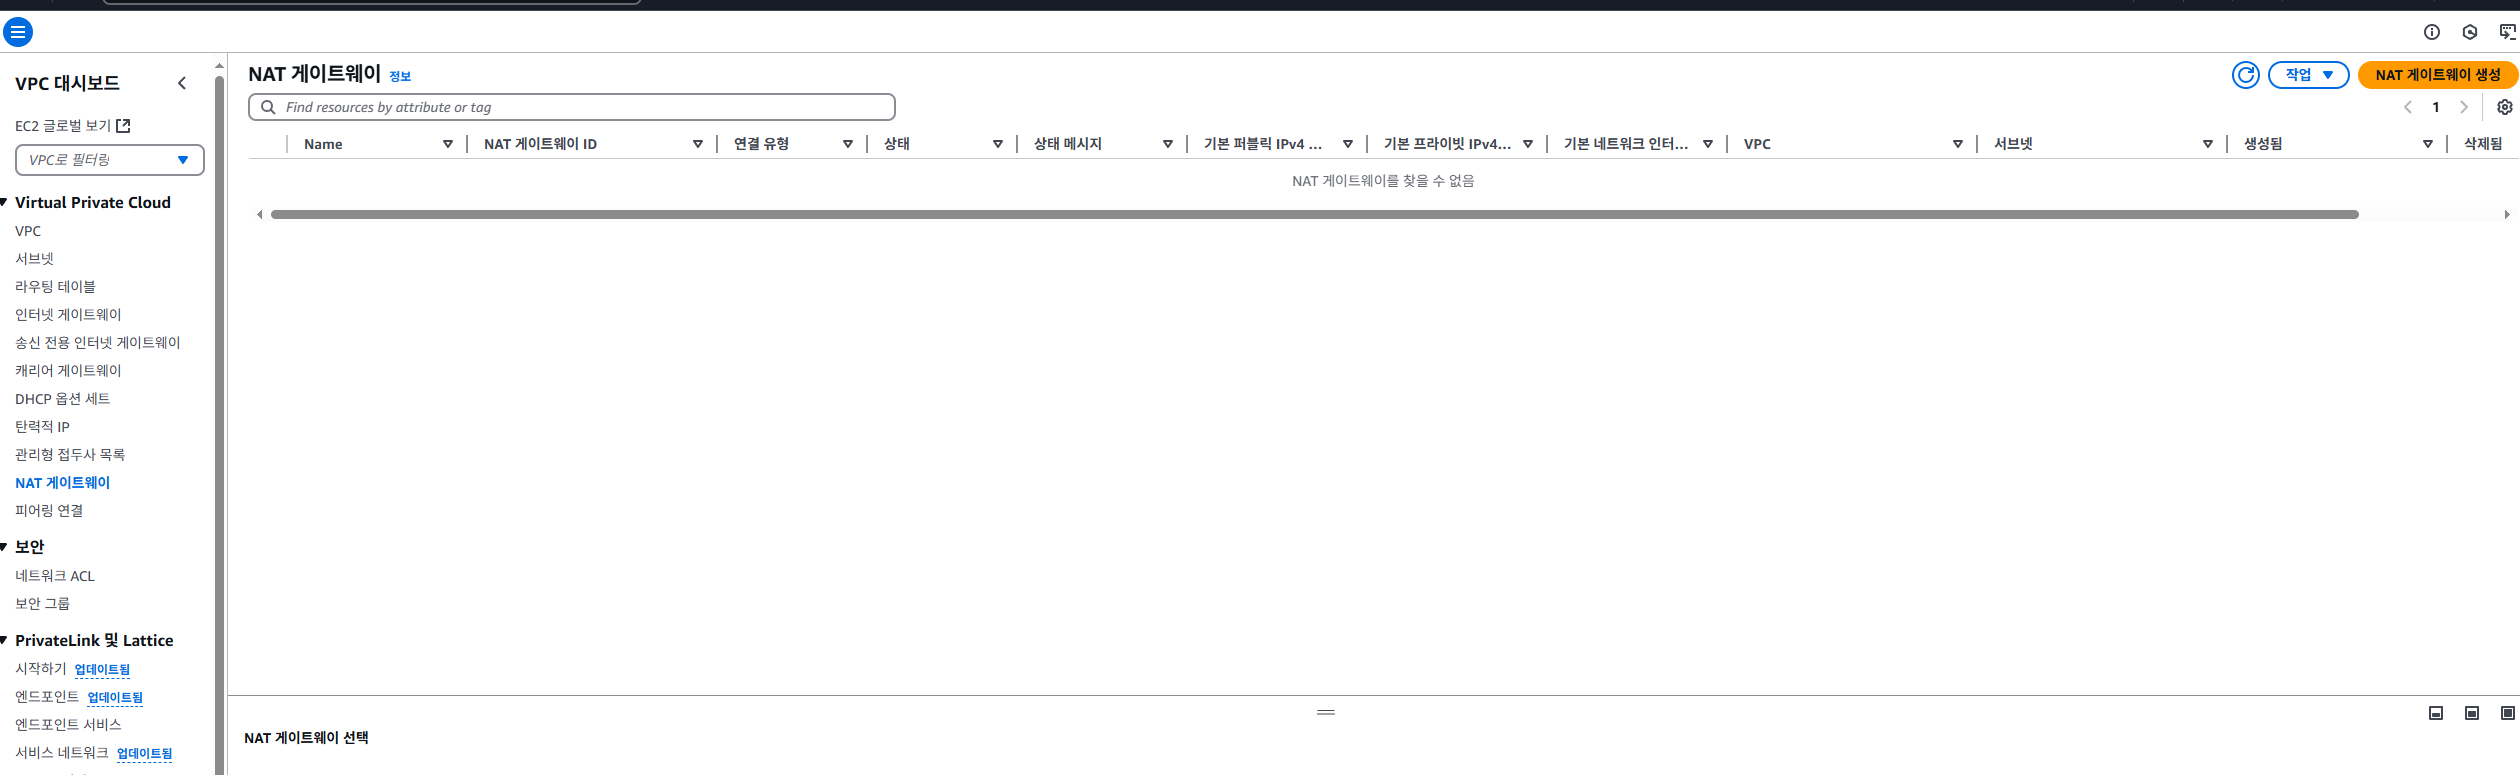 VPC 대시보드
EC2 글로벌 보기
VPC로 필터링
Virtual Private Cloud
VPC
서브넷
라우팅 테이블
인터넷 게이트웨이
송신 전용 인터넷 게이트웨이
캐리어 게이트웨이
DHCP 옵션 세트
탄력적 IP
관리형 접두사 목록
NAT 게이트웨이
피어링 연결
보안
네트워크 ACL
보안 그룹
PrivateLink 및 Lattice
시작하기 업데이트됨
엔드포인트 업데이트됨
엔드포인트 서비스
서비스 네트워크 업데이트됨
NAT 게이트웨이 정보
작업 NAT 게이트웨이 생성
Find resources by attribute or tag
1
Name NAT 게이트웨이 ID 연결 유형 상태 상태 메시지 기본 퍼블릭 IPv4 ... 기본 프라이빗 IPv4... 기본 네트워크 인터... VPC 서브넷 생성됨 삭제됨
NAT 게이트웨이를 찾을 수 없음
NAT 게이트웨이 선택